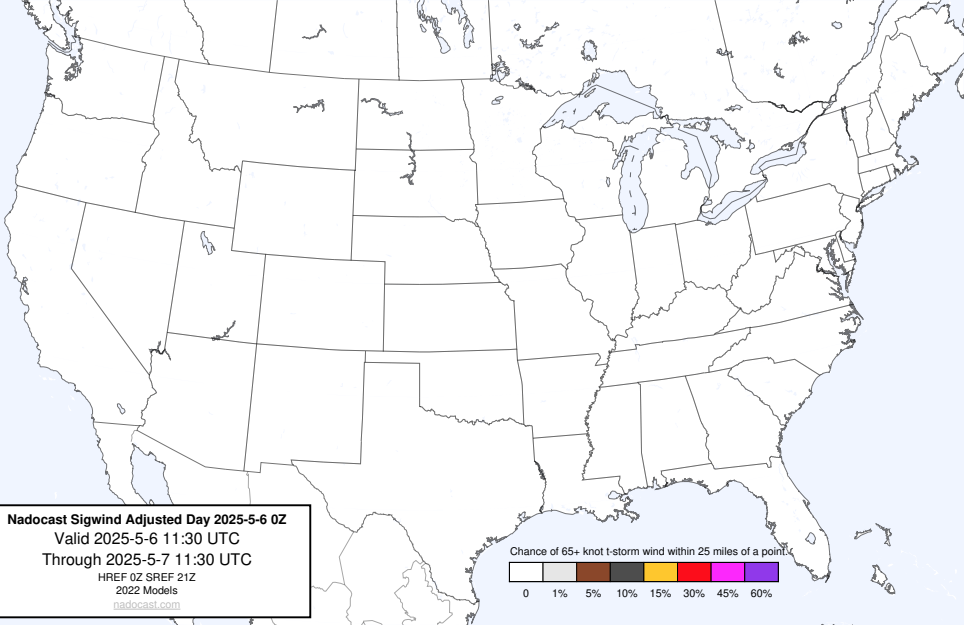 Nadocast Sigwind Adjusted Day 2025-5-6 0Z
Valid 2025-5-6 11:30 UTC
Through 2025-5-7 11:30 UTC
HREF 0Z SREF 21Z
2022 Models
nadocast.com
Chance of 65+ knot t-storm wind within 25 miles of a point.
0 1% 5% 10% 15% 30% 45% 60%